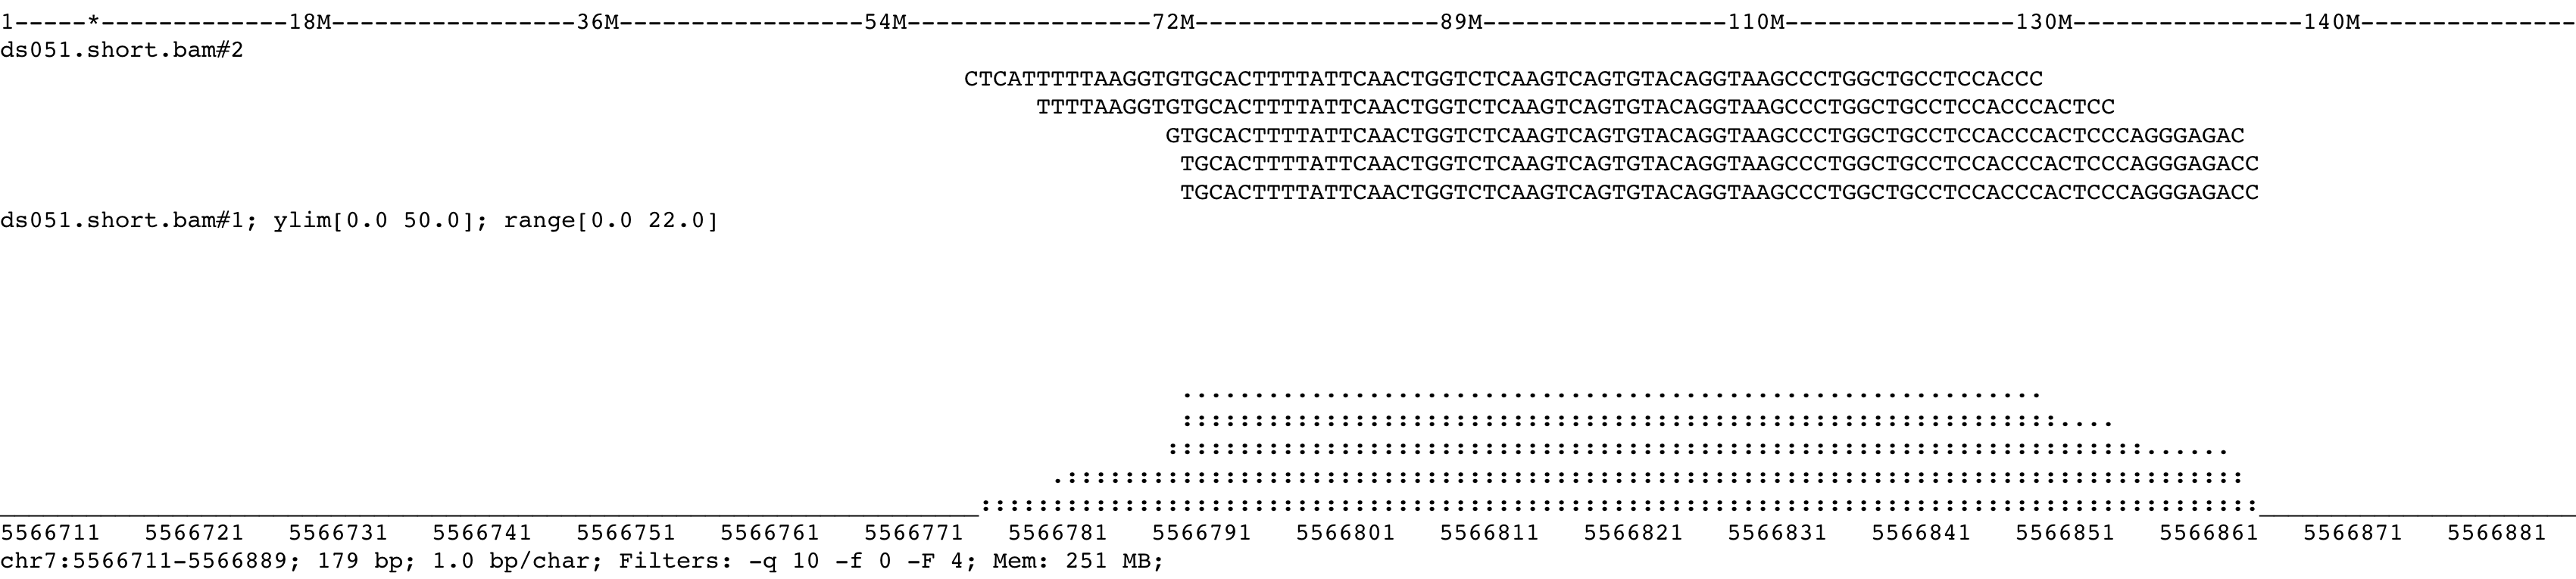 1-----*-------------18M-----------------36M-----------------54M-----------------72M-----------------89M-----------------110M----------------130M----------------140M---------------
ds051.short.bam#2
CTCATTTTTAAGGTGTGCACTTTTATTCAACTGGTCTCAAGTCAGTGTACAGGTAAGCCCTGGCTGCCTCCACCC
TTTTAAGGTGTGCACTTTTATTCAACTGGTCTCAAGTCAGTGTACAGGTAAGCCCTGGCTGCCTCCACCCACTCC
GTGCACTTTTATTCAACTGGTCTCAAGTCAGTGTACAGGTAAGCCCTGGCTGCCTCCACCCACTCCCAGGGAGAC
TGCACTTTTATTCAACTGGTCTCAAGTCAGTGTACAGGTAAGCCCTGGCTGCCTCCACCCACTCCCAGGGAGACC
TGCACTTTTATTCAACTGGTCTCAAGTCAGTGTACAGGTAAGCCCTGGCTGCCTCCACCCACTCCCAGGGAGACC
ds051.short.bam#1; ylim[0.0 50.0]; range[0.0 22.0]
5566711 5566721 5566731 5566741 5566751 5566761 5566771 5566781 5566791 5566801 5566811 5566821 5566831 5566841 5566851 5566861 5566871 5566881
chr7:5566711-5566889; 179 bp; 1.0 bp/char; Filters: -q 10 -f 0 -F 4; Mem: 251 MB;